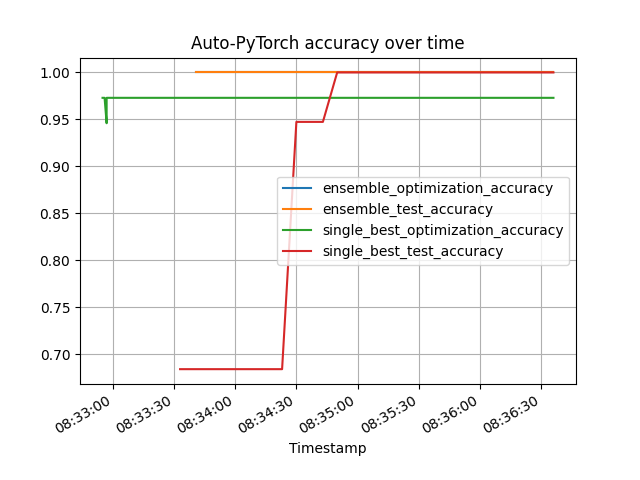 Auto-PyTorch accuracy over time
1.00
0.95
0.90
0.85
0.80
0.75
0.70
ensemble_optimization_accuracy
ensemble_test_accuracy
single_best_optimization_accuracy
single_best_test_accuracy
08:33:00
08:33:30
08:34:00
08:34:30
08:35:00
08:35:30
08:36:00
08:36:30
Timestamp